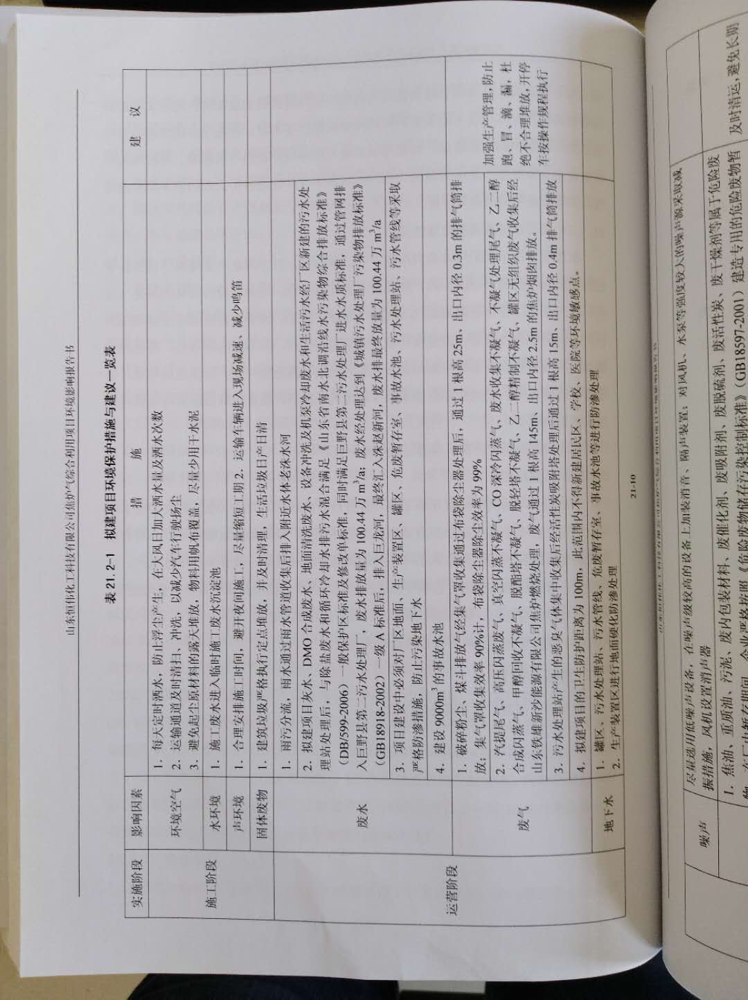 山东恒伟化工科技有限公司焦炉气综合利用项目环境影响报告书
表 21.2-1 拟建项目环境保护措施与建议一览表
实施阶段 影响因素 措 施 建 议
施工阶段
环境空气
1. 每天定时洒水，防止浮尘产生，在大风日加大洒水量及洒水次数
2. 运输通道及时清扫、冲洗，以减少汽车行驶扬尘
3. 避免起尘原材料的露天堆放，物料用帆布覆盖，尽量少用干水泥
水环境
1. 施工废水进入临时施工废水沉淀池
声环境
1. 合理安排施工时间，避开夜间施工，尽量缩短工期2. 运输车辆进入现场减速、减少鸣笛
固体废物
1. 建筑垃圾严格执行定点堆放，并及时清理，生活垃圾日产日清
运营阶段
废水
1. 雨污分流，雨水通过雨水管道收集后排入附近水体老洙水河
2. 拟建项目灰水、DMO 合成废水、地面清洗废水、设备冲洗及机泵冷却废水和生活污水经厂区新建的污水处
理站处理后，与除盐废水和循环冷却水排污水混合满足《山东省南水北调沿线水污染物综合排放标准》
（DB/599-2006）一般保护区标准及修改单标准，同时满足巨野县第二污水处理厂进水水质标准，通过管网排
入巨野县第二污水处理厂，废水排放量为 100.44 万 m³/a；废水经处理达到《城镇污水处理厂污染物排放标准》
（GB18918-2002）一级 A 标准后，排入巨龙河，最终汇入洙赵新河，废水排最终放量为 100.44 万 m³/a
3. 项目建设中必须对厂区地面、生产装置区、罐区、危废暂存室、事故水池、污水处理站、污水管线等采取
严格防渗措施，防止污染地下水
4. 建设 9000m³ 的事故水池
废气
1. 破碎粉尘、煤斗排放气经集气罩收集通过布袋除尘器处理后，通过 1 根高 25m、出口内径 0.3m 的排气筒排
放；集气罩收集效率 90%计，布袋除尘器除尘效率为 99%
2. 汽提尾气、高压闪蒸废气、真空闪蒸不凝气、CO 深冷闪蒸气、废水收集不凝气、不凝气处理尾气、乙二醇
合成闪蒸气、甲醇回收不凝气、脱酯塔不凝气、脱轻塔不凝气、乙二醇精制不凝气、罐区无组织废气收集后经
山东铁雄新沙能源有限公司焦炉燃烧处理，废气通过 1 根高 145m、出口内径 2.5m 的焦炉烟囱排放。
3. 污水处理站产生的恶臭气体集中收集后经活性炭吸附塔处理后通过 1 根高 15m、出口内径 0.4m 排气筒排放
4. 拟建项目的卫生防护距离为 100m，此范围内不得新建居民区、学校、医院等环境敏感点。
加强生产管理，防止
跑、冒、滴、漏，杜
绝不合理堆放，开停
车按操作规程执行
地下水
1. 罐区、污水处理站、污水管线、危废暂存室、事故水池等进行防渗处理
2. 生产装置区进行地面硬化防渗处理
21-10
噪声
尽量选用低噪声设备，在噪声级较高的设备上加装消音、隔声装置；对风机、水泵等强度较大的噪声源采取减
振措施，风机设置消声器
1. 焦油、重质油、污泥、废内包装材料、废催化剂、废吸附剂、废脱硫剂、废活性炭、废干燥剂等属于危险废
企业严格按照《危险废物储存污染控制标准》（GB18597-2001）建造专用的危险废物暂
及时清运，避免长期